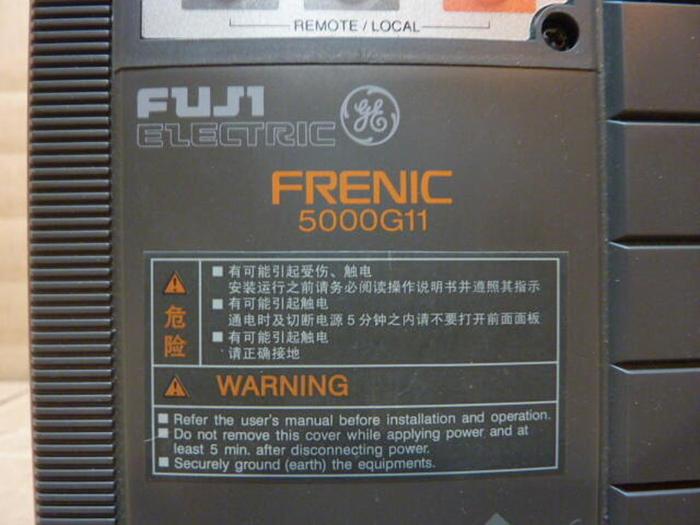 REMOTE / LOCAL
FUJI
ELECTRIC
GE
FRENIC
5000G11
危险
■ 有可能引起受伤、触电
安装运行之前请务必阅读操作说明书并遵照其指示
■ 有可能引起触电
通电时及切断电源5分钟之内请不要打开前面面板
■ 有可能引起触电
请正确接地
WARNING
■ Refer the user's manual before installation and operation.
■ Do not remove this cover while applying power and at
least 5 min. after disconnecting power.
■ Securely ground (earth) the equipments.